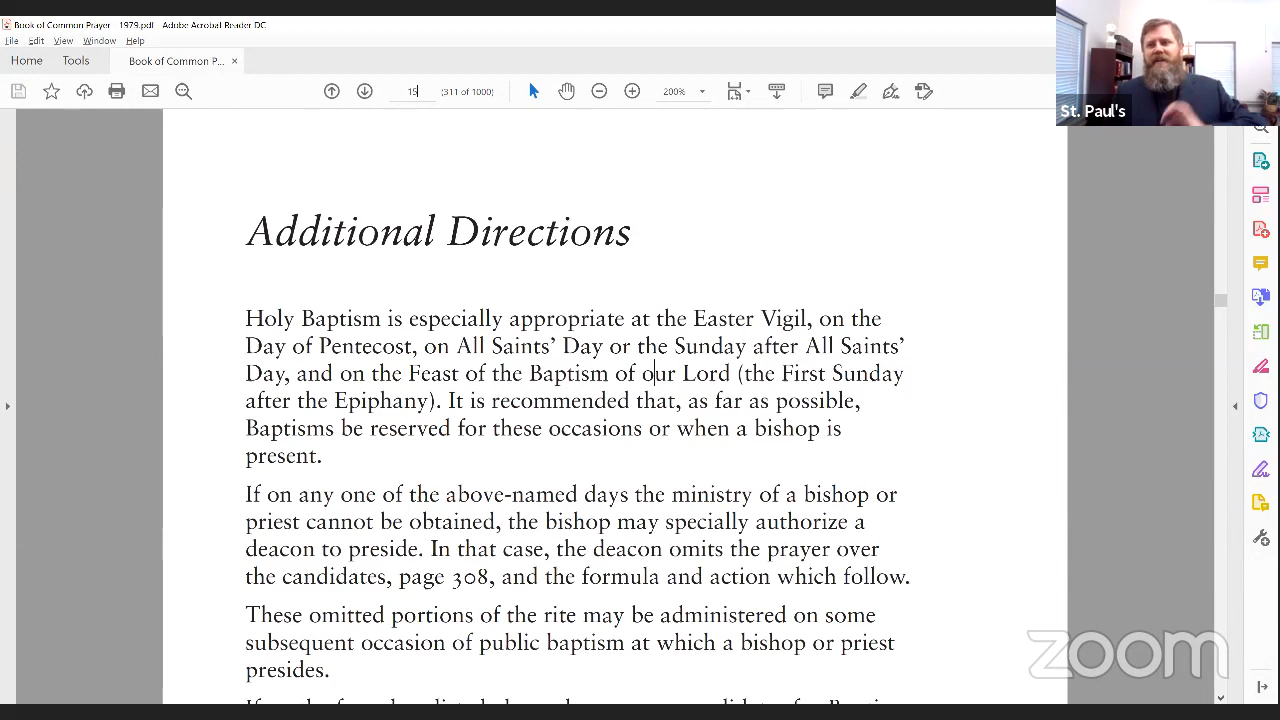 Book of Common Prayer - 1979.pdf - Adobe Acrobat Reader DC
File Edit View Window Help
Home Tools Book of Common P... ×
15 (311 of 1000) 200%
St. Paul's
Additional Directions
Holy Baptism is especially appropriate at the Easter Vigil, on the
Day of Pentecost, on All Saints’ Day or the Sunday after All Saints’
Day, and on the Feast of the Baptism of our Lord (the First Sunday
after the Epiphany). It is recommended that, as far as possible,
Baptisms be reserved for these occasions or when a bishop is
present.
If on any one of the above-named days the ministry of a bishop or
priest cannot be obtained, the bishop may specially authorize a
deacon to preside. In that case, the deacon omits the prayer over
the candidates, page 308, and the formula and action which follow.
These omitted portions of the rite may be administered on some
subsequent occasion of public baptism at which a bishop or priest
presides.
zoom